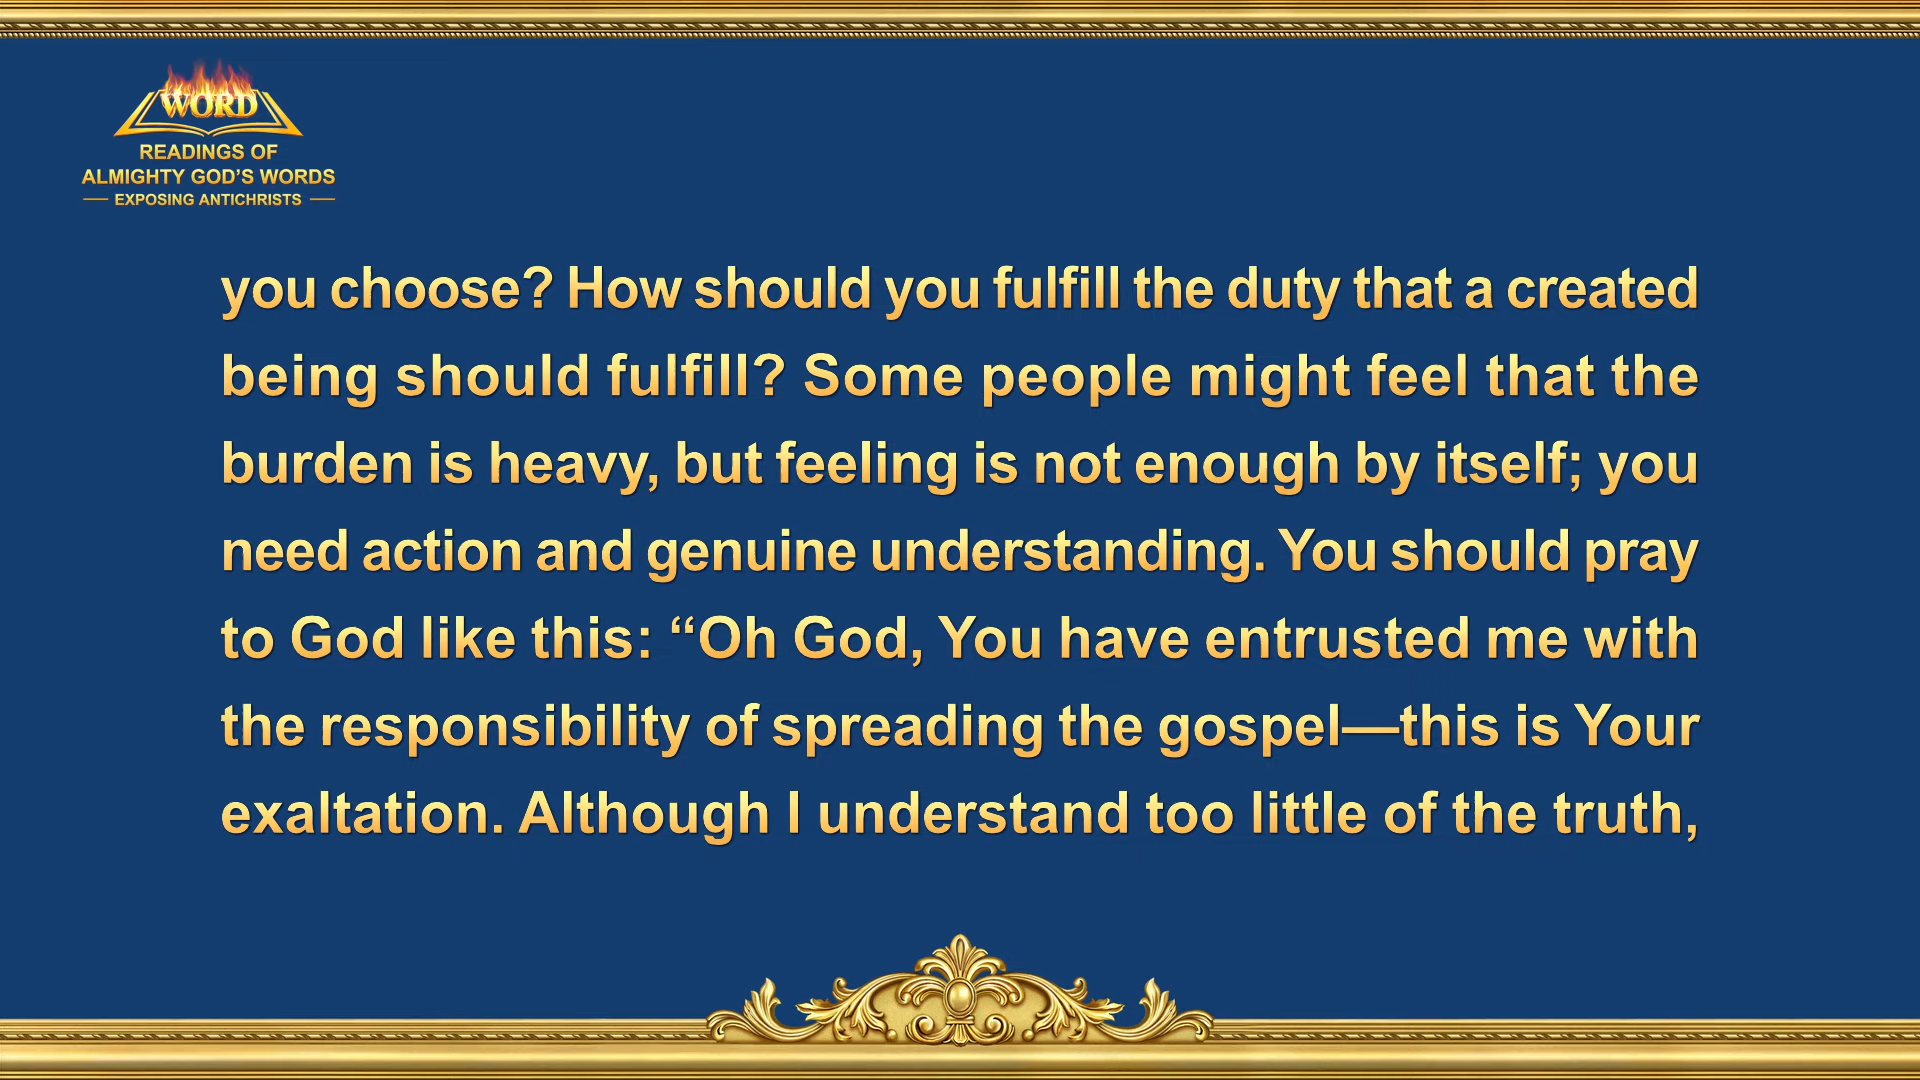 WORD
READINGS OF
ALMIGHTY GOD’S WORDS
EXPOSING ANTICHRISTS
you choose? How should you fulfill the duty that a created
being should fulfill? Some people might feel that the
burden is heavy, but feeling is not enough by itself; you
need action and genuine understanding. You should pray
to God like this: “Oh God, You have entrusted me with
the responsibility of spreading the gospel—this is Your
exaltation. Although I understand too little of the truth,